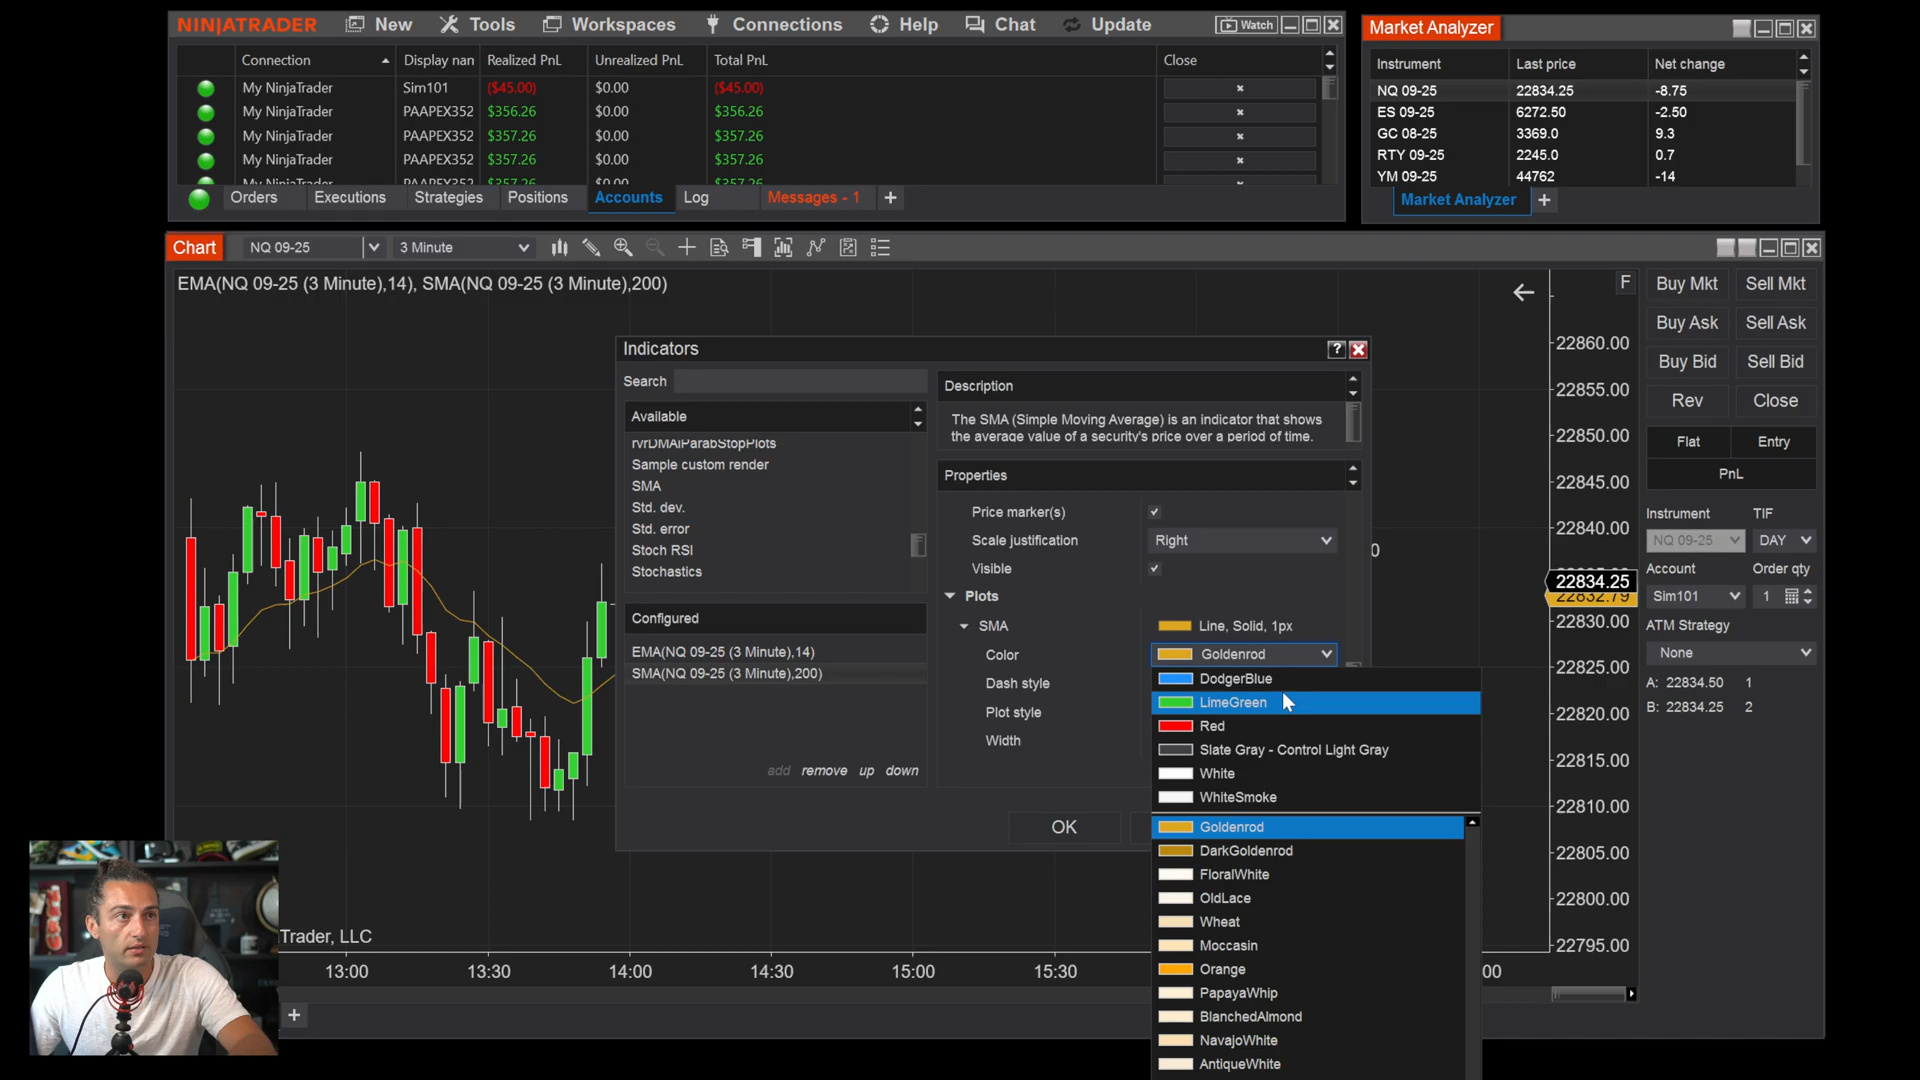 NINJATRADER New Tools Workspaces Connections Help Chat Update Watch
Connection Display nan Realized PnL Unrealized PnL Total PnL Close
My NinjaTrader Sim101 ($45.00) $0.00 ($45.00)
My NinjaTrader PAAPEX352 $356.26 $0.00 $356.26
My NinjaTrader PAAPEX352 $357.26 $0.00 $357.26
My NinjaTrader PAAPEX352 $357.26 $0.00 $357.26
My NinjaTrader PAAPEX352 $357.26 $0.00 $357.26
Orders Executions Strategies Positions Accounts Log Messages - 1 +
Market Analyzer
Instrument Last price Net change
NQ 09-25 22834.25 -8.75
ES 09-25 6272.50 -2.50
GC 08-25 3369.0 9.3
RTY 09-25 2245.0 0.7
YM 09-25 44762 -14
Market Analyzer +
Chart NQ 09-25 3 Minute
EMA(NQ 09-25 (3 Minute),14), SMA(NQ 09-25 (3 Minute),200)
F
Indicators
?
Search
Available
rvrDMAIParabStopPlots
Sample custom render
SMA
Std. dev.
Std. error
Stoch RSI
Stochastics
Configured
EMA(NQ 09-25 (3 Minute),14)
SMA(NQ 09-25 (3 Minute),200)
add remove up down
Description
The SMA (Simple Moving Average) is an indicator that shows
the average value of a security's price over a period of time.
Properties
Price marker(s)
Scale justification Right
Visible
Plots
SMA Line, Solid, 1px
Color Goldenrod
Dash style
Plot style
Width
OK
DodgerBlue
LimeGreen
Red
Slate Gray - Control Light Gray
White
WhiteSmoke
Goldenrod
DarkGoldenrod
FloralWhite
OldLace
Wheat
Moccasin
Orange
PapayaWhip
BlanchedAlmond
NavajoWhite
AntiqueWhite
22860.00
22855.00
22850.00
22845.00
22840.00
0
22834.25
22832.79
22830.00
22825.00
22820.00
22815.00
22810.00
22805.00
22800.00
22795.00
Buy Mkt Sell Mkt
Buy Ask Sell Ask
Buy Bid Sell Bid
Rev Close
Flat Entry
PnL
Instrument TIF
NQ 09-25 DAY
Account Order qty
Sim101 1
ATM Strategy
None
A: 22834.50 1
B: 22834.25 2
Trader, LLC
13:00 13:30 14:00 14:30 15:00 15:30 00
+